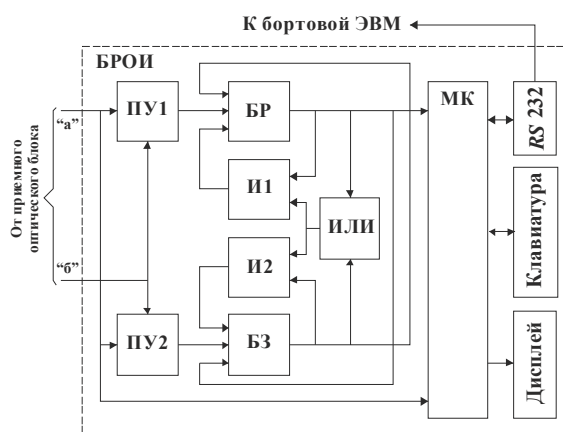 К бортовой ЭВМ
БРОИ
От приемного
оптического блока
“а”
“б”
ПУ1
БР
МК
RS 232
И1
ИЛИ
И2
Клавиатура
ПУ2
БЗ
Дисплей